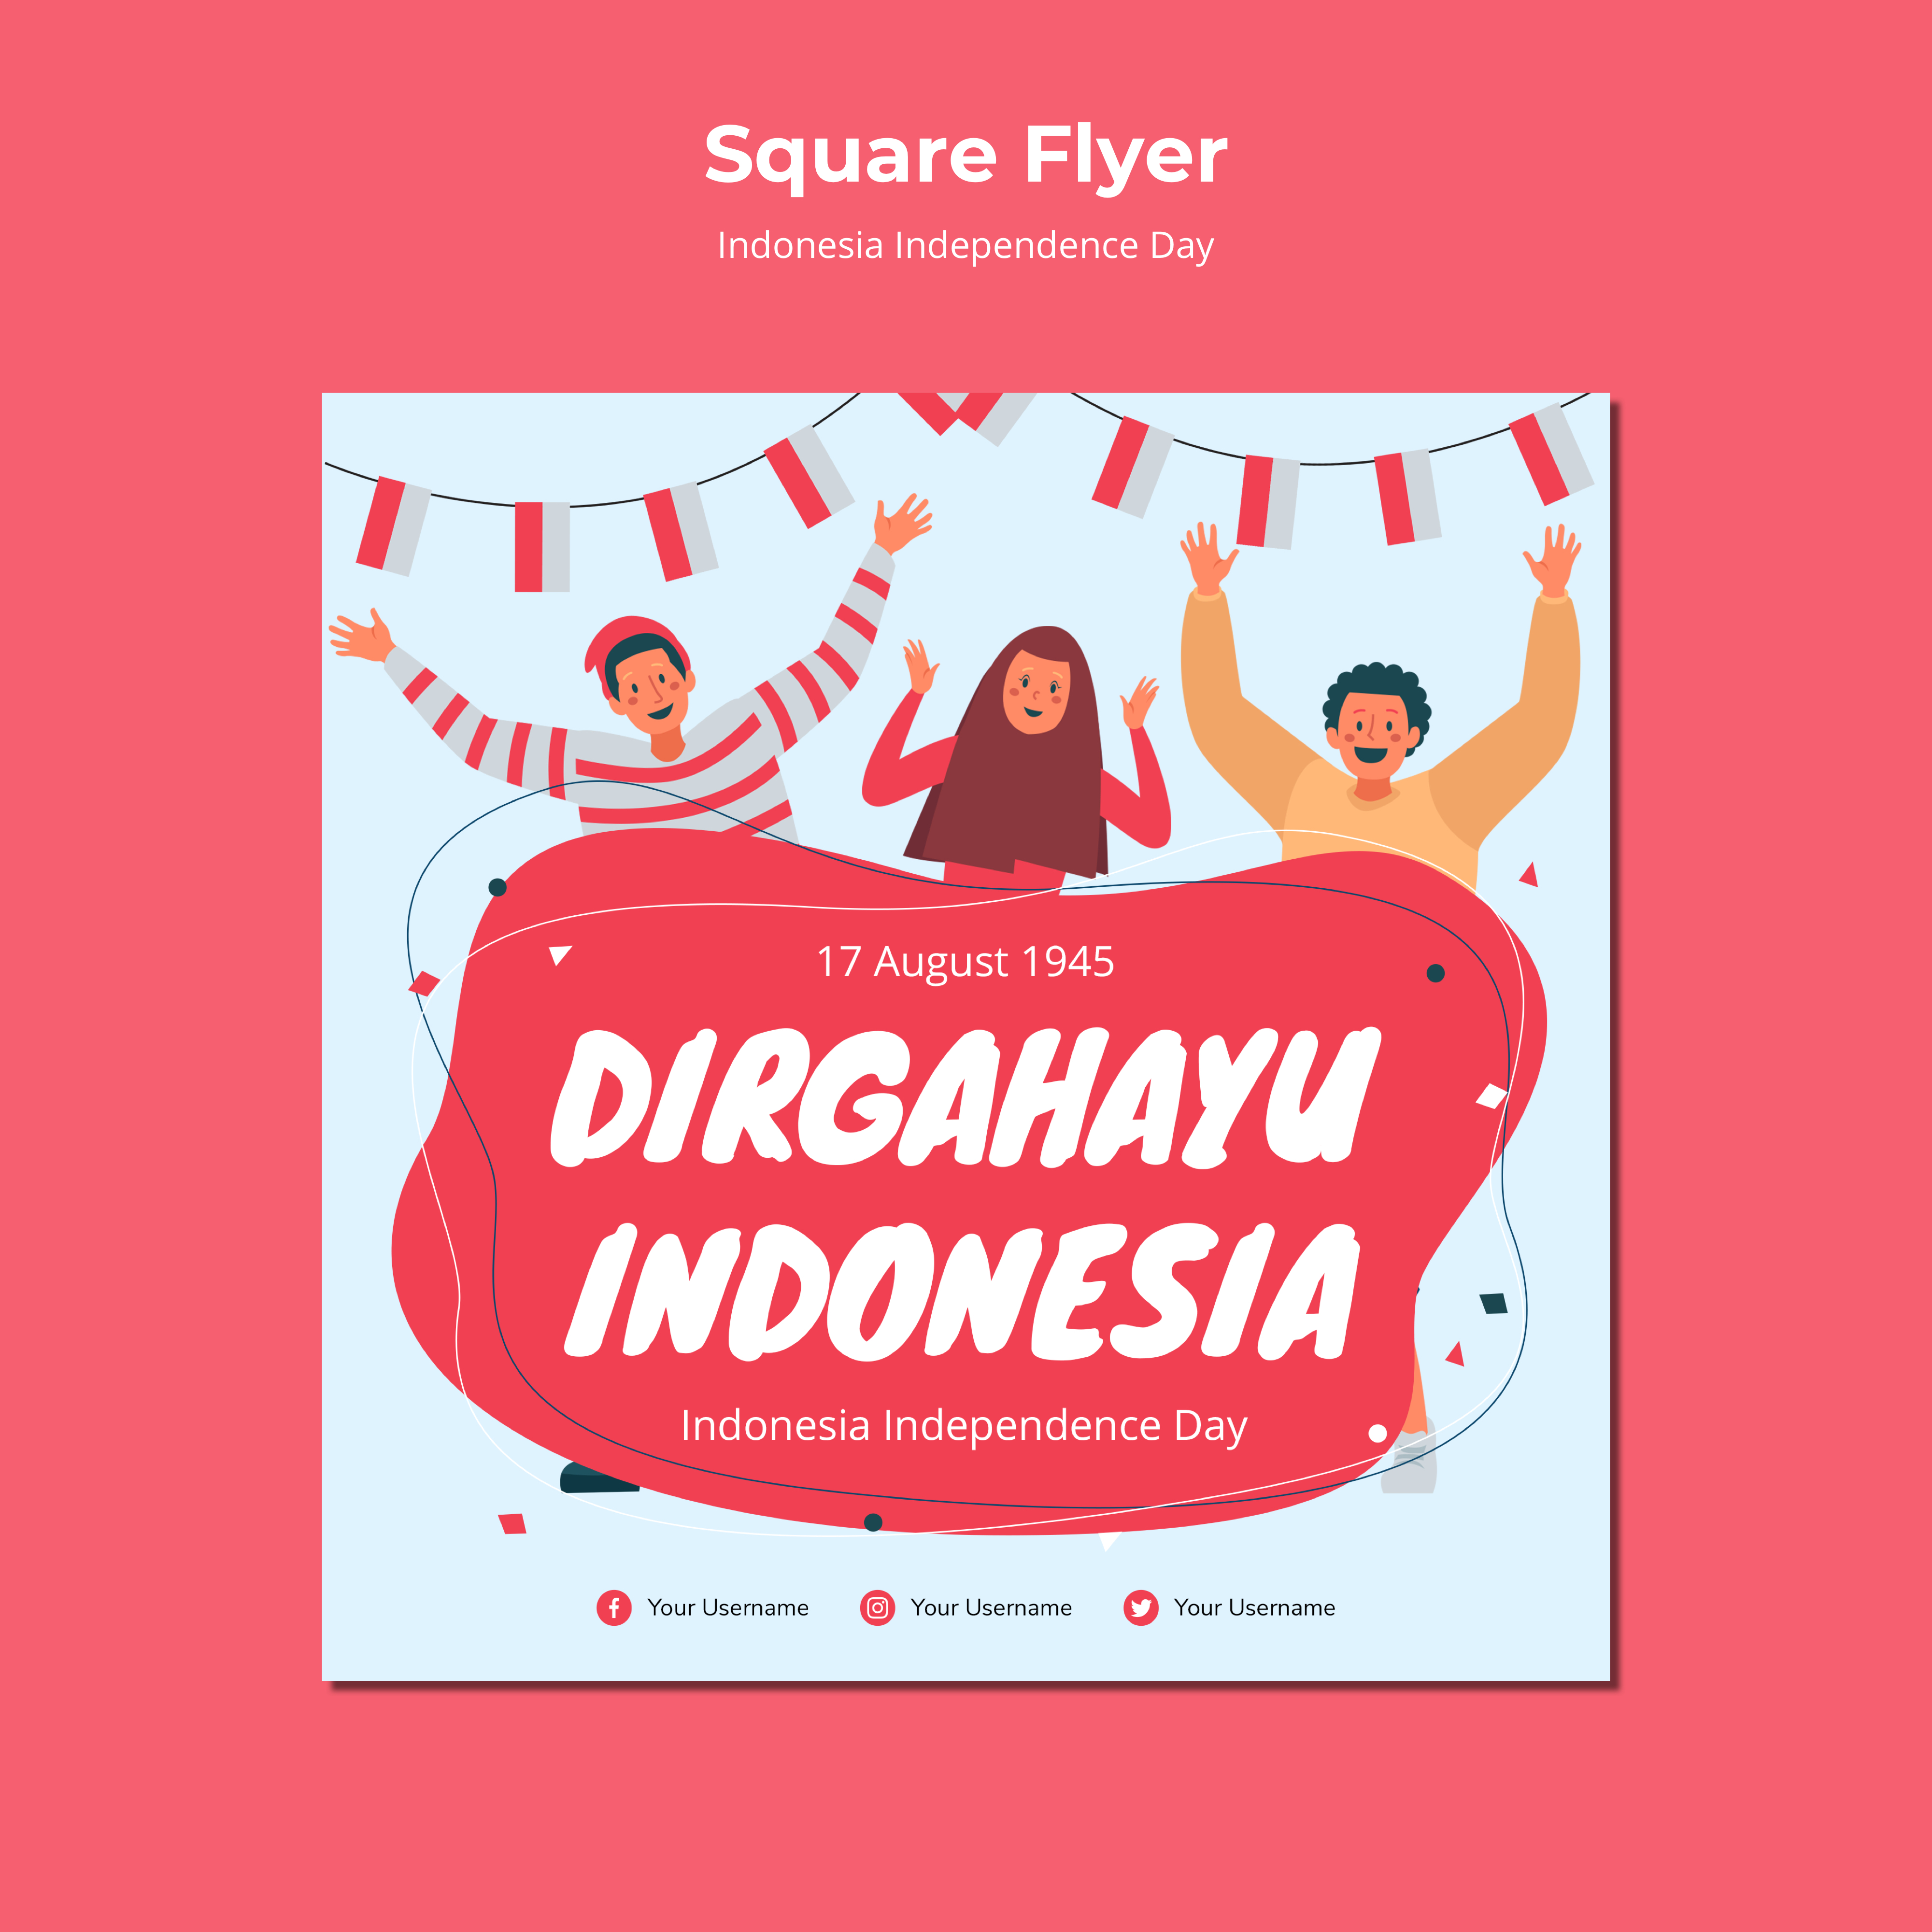 Square Flyer
Indonesia Independence Day
17 August 1945
DIRGAHAYU
INDONESIA
Indonesia Independence Day
Your Username
Your Username
Your Username